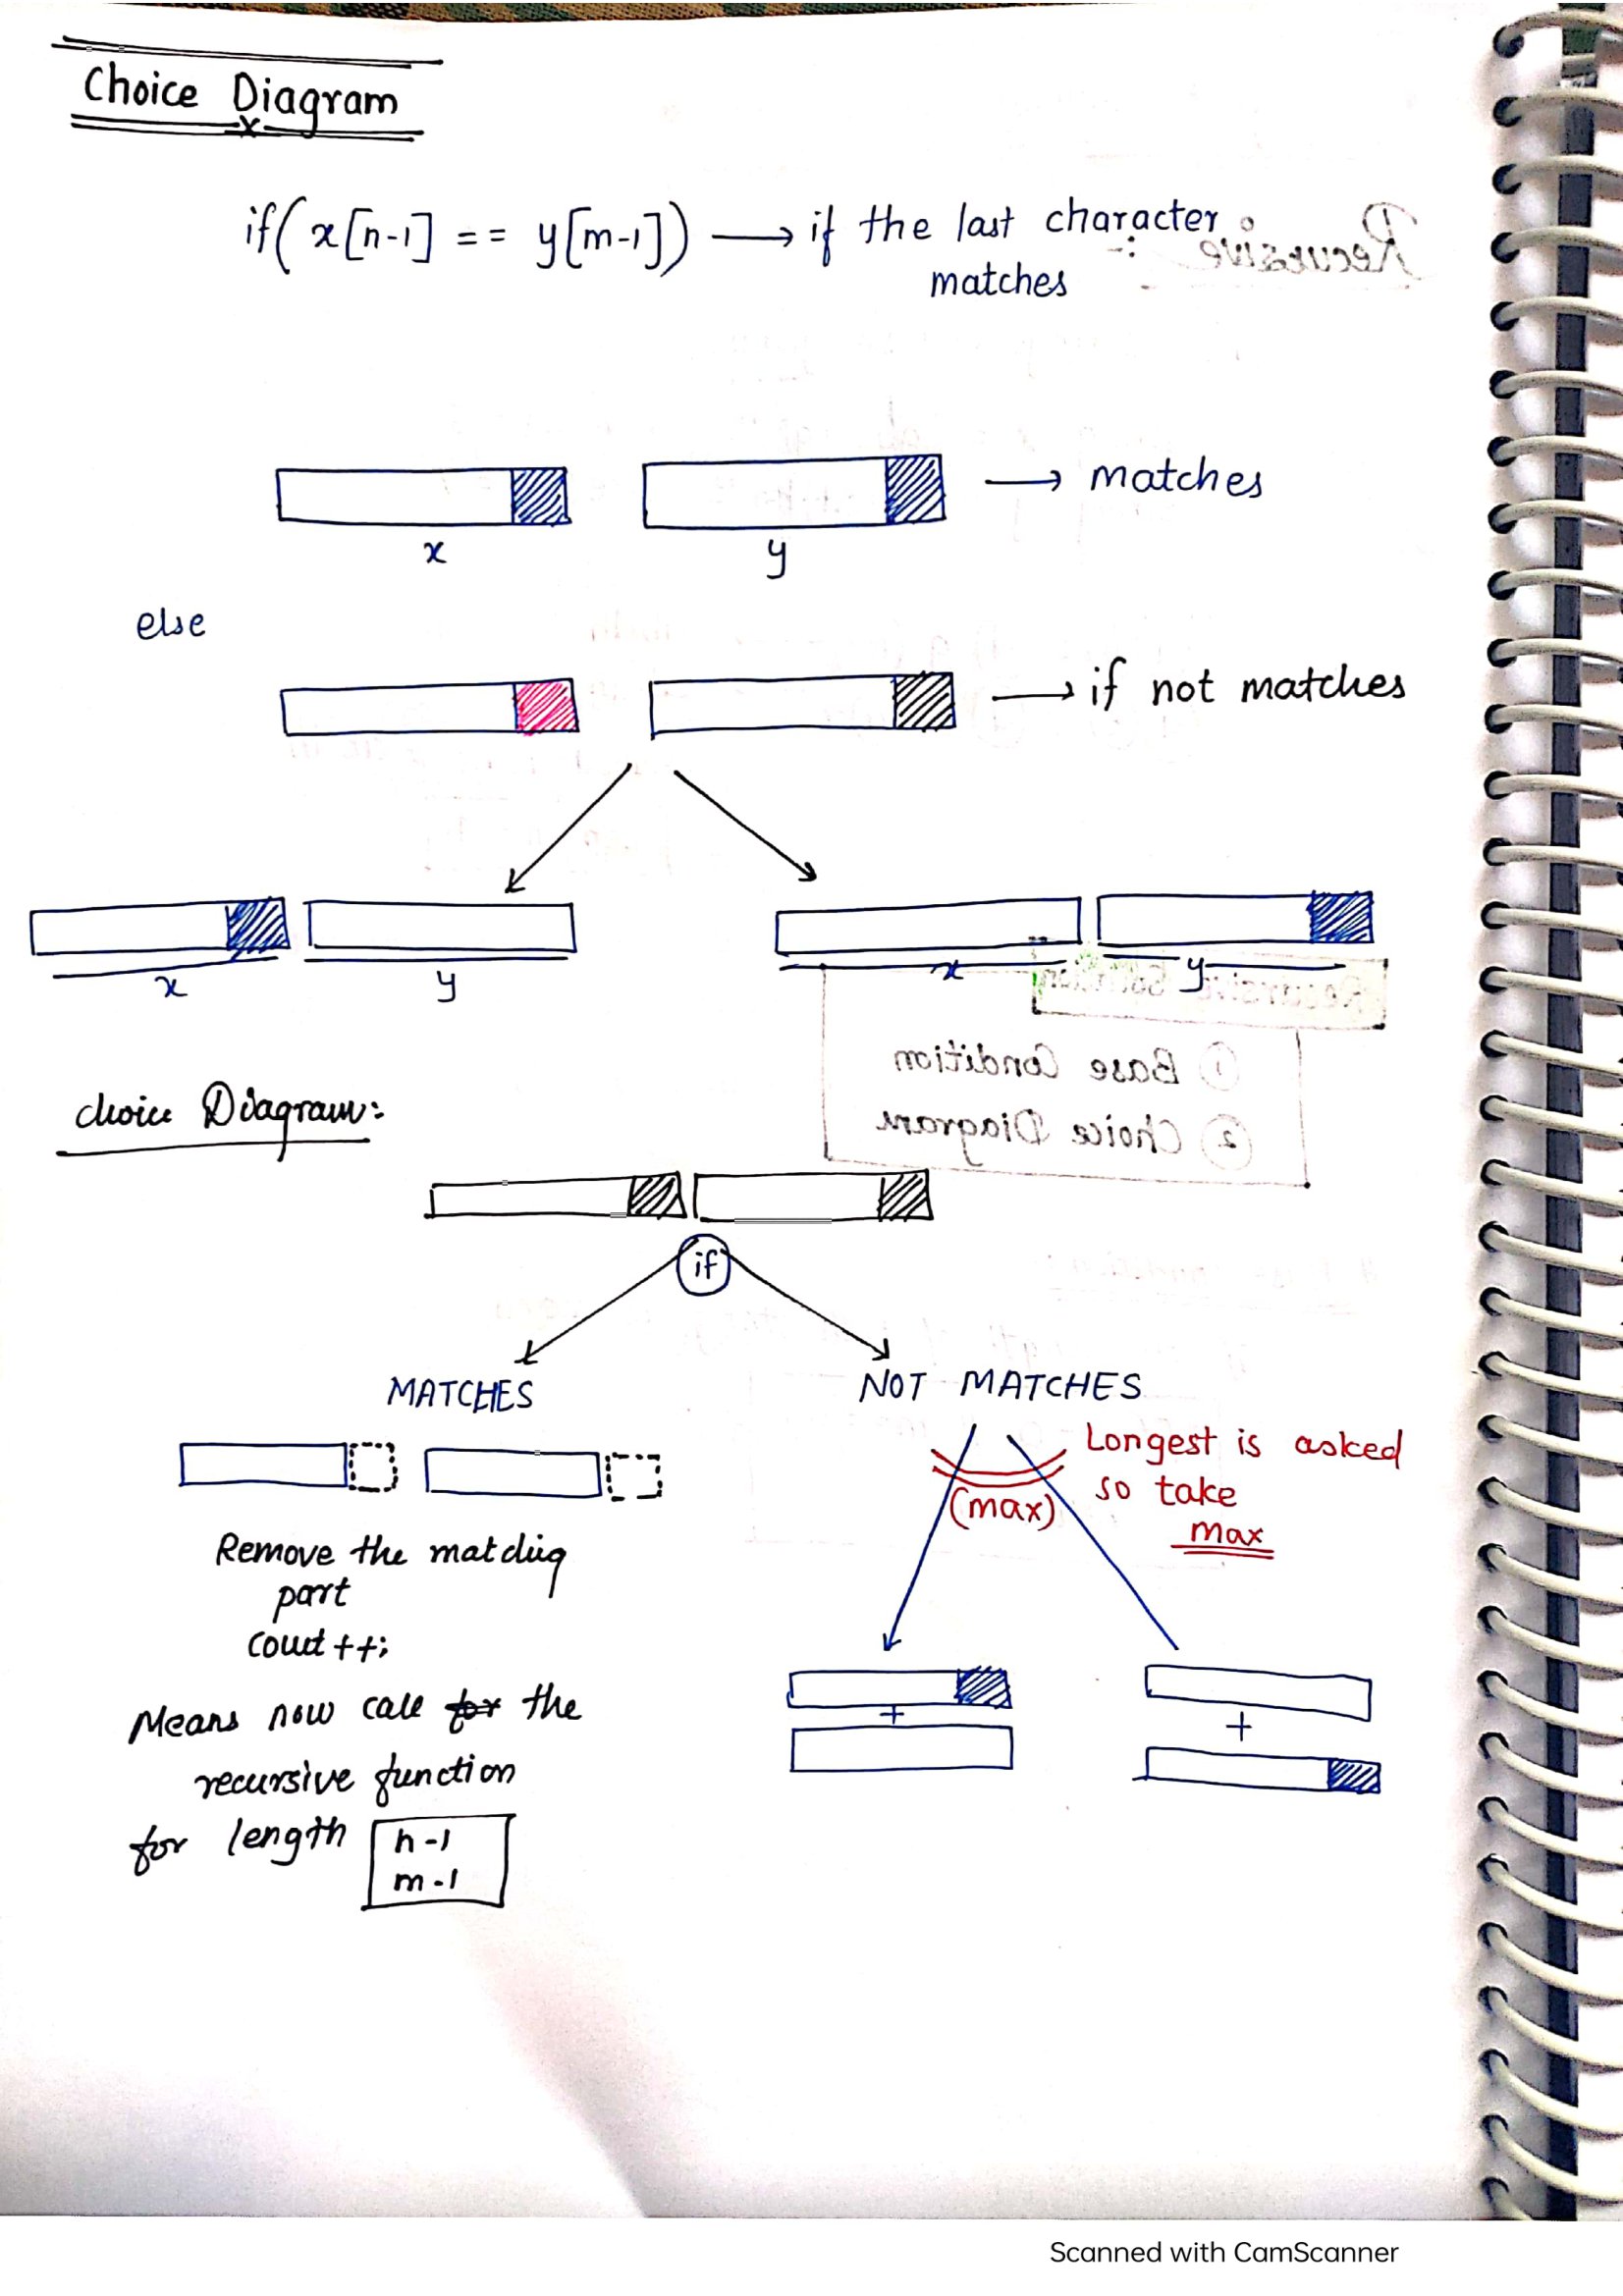 Choice Diagram
if(x[n-1] == y[m-1]) → if the last character
matches
→ matches
x y
else
→ if not matches
x y x y
choice Diagram:
if
MATCHES NOT MATCHES
Longest is asked
so take
max
(max)
Remove the matching
part
count ++;
Means now call for the
recursive function
for length n-1
m-1
+ +
Scanned with CamScanner